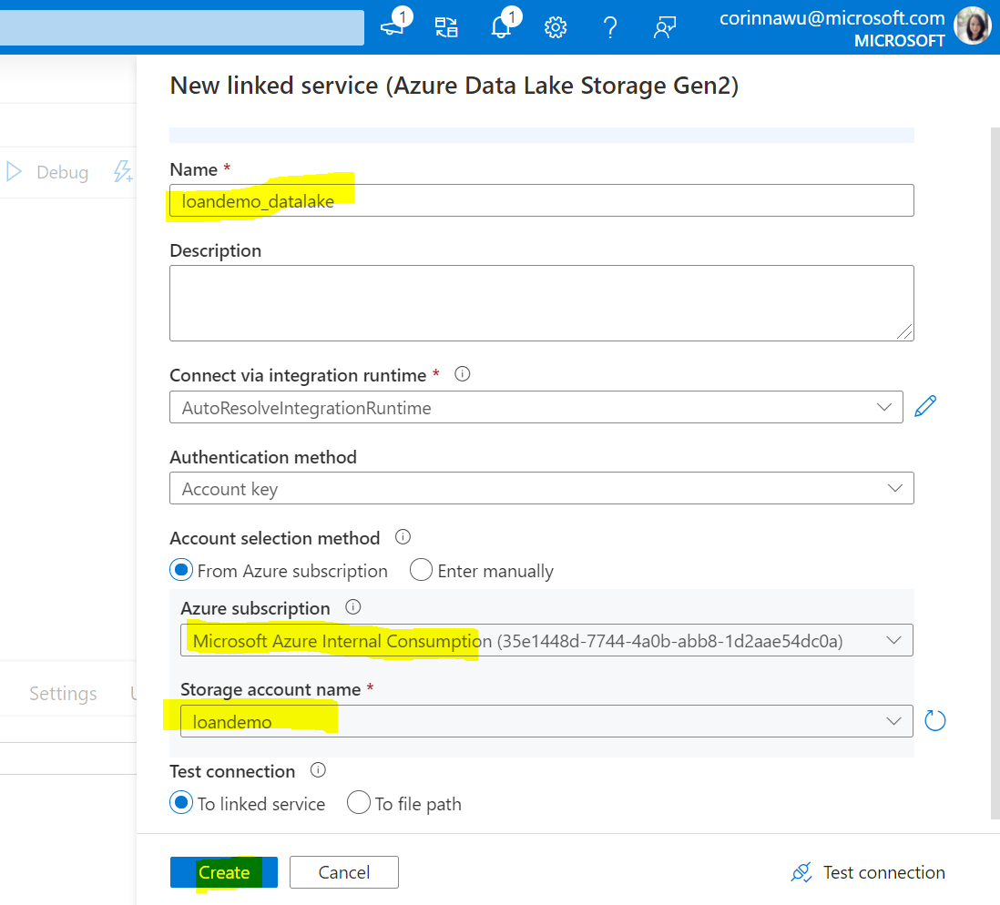 1
1
corinnawu@microsoft.com
MICROSOFT
New linked service (Azure Data Lake Storage Gen2)
Debug
Name *
loandemo_datalake
Description
Connect via integration runtime *
AutoResolveIntegrationRuntime
Authentication method
Account key
Account selection method
From Azure subscription Enter manually
Azure subscription
Microsoft Azure Internal Consumption (35e1448d-7744-4a0b-abb8-1d2aae54dc0a)
Storage account name *
Settings
loandemo
Test connection
To linked service To file path
Create Cancel Test connection